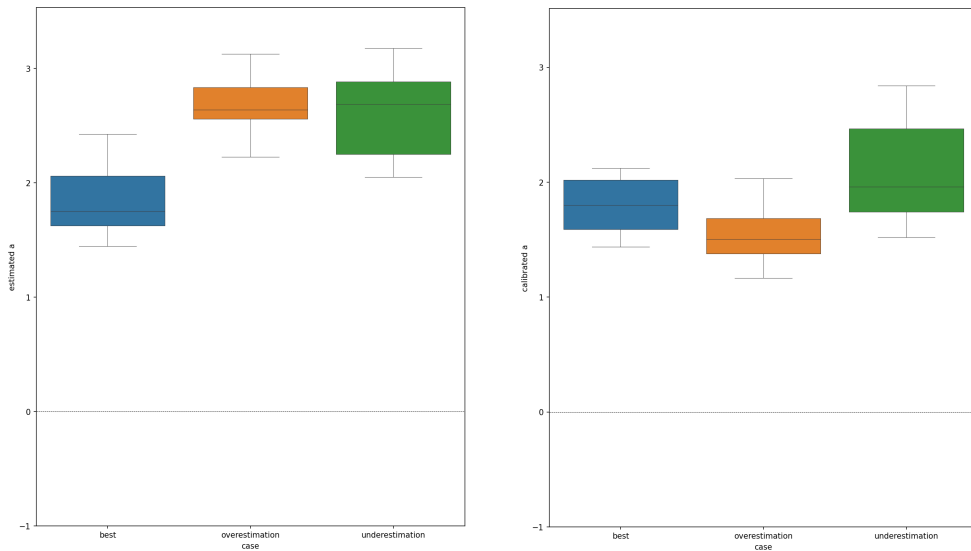 estimated a
3
2
1
0
−1
best
overestimation
underestimation
case
calibrated a
3
2
1
0
−1
best
overestimation
underestimation
case